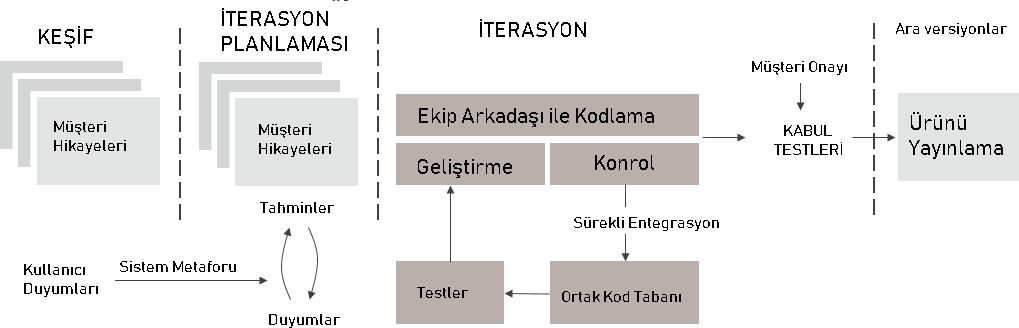 KEŞİF
Müşteri
Hikayeleri
Kullanıcı
Duyumları
Sistem Metaforu
İTERASYON
PLANLAMASI
Müşteri
Hikayeleri
Tahminler
Duyumlar
İTERASYON
Ekip Arkadaşı ile Kodlama
Geliştirme
Konrol
Sürekli Entegrasyon
Testler
Ortak Kod Tabanı
Müşteri Onayı
KABUL
TESTLERİ
Ara versiyonlar
Ürünü
Yayınlama